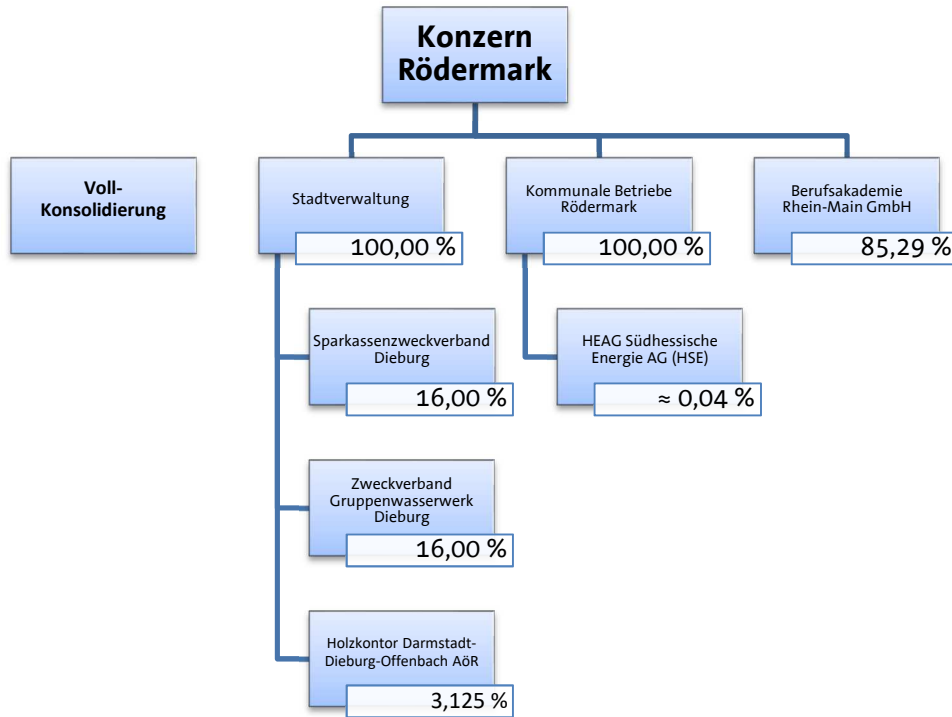 Konzern
Rödermark
Voll-
Konsolidierung
Stadtverwaltung
100,00 %
Kommunale Betriebe
Rödermark
100,00 %
Berufsakademie
Rhein-Main GmbH
85,29 %
Sparkassenzweckverband
Dieburg
16,00 %
HEAG Südhessische
Energie AG (HSE)
≈ 0,04 %
Zweckverband
Gruppenwasserwerk
Dieburg
16,00 %
Holzkontor Darmstadt-
Dieburg-Offenbach AöR
3,125 %